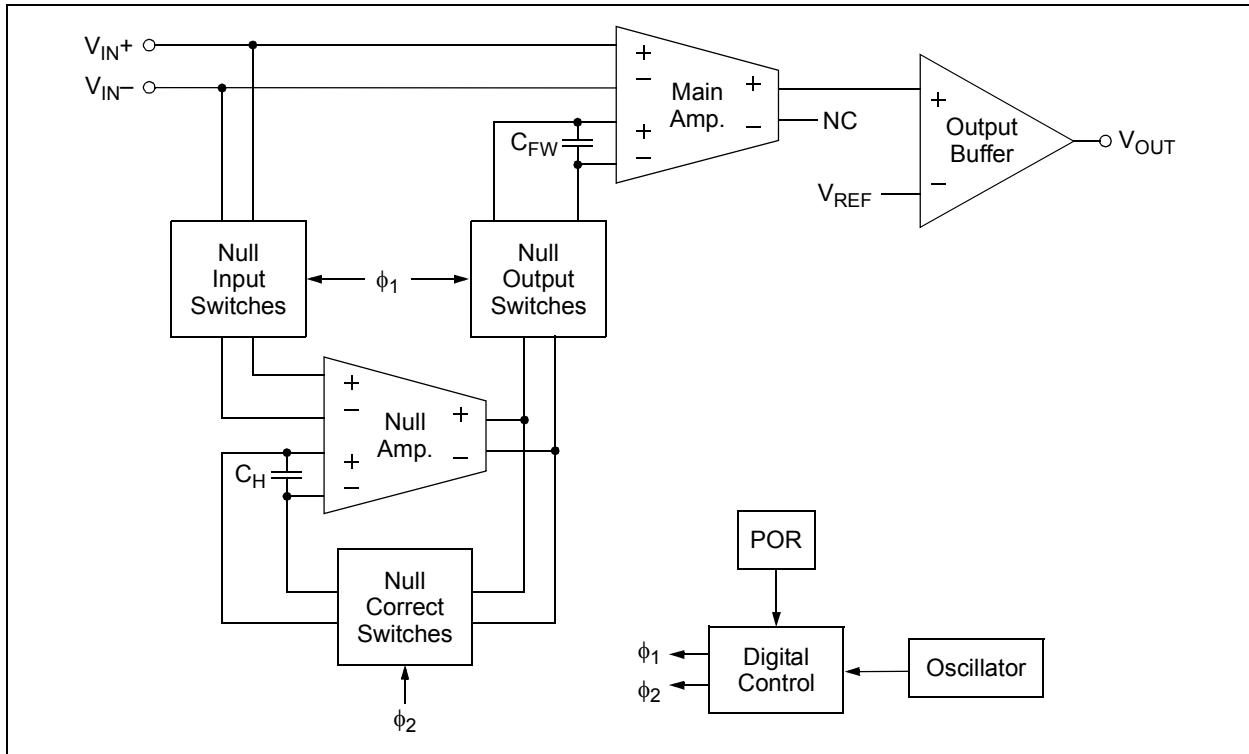 V_IN+
V_IN−
+
−
+
−
Main
Amp.
+
−
NC
+
−
Output
Buffer
V_OUT
V_REF
C_FW
Null
Input
Switches
ϕ1
Null
Output
Switches
+
−
+
−
Null
Amp.
+
−
C_H
Null
Correct
Switches
ϕ2
POR
ϕ1
ϕ2
Digital
Control
Oscillator